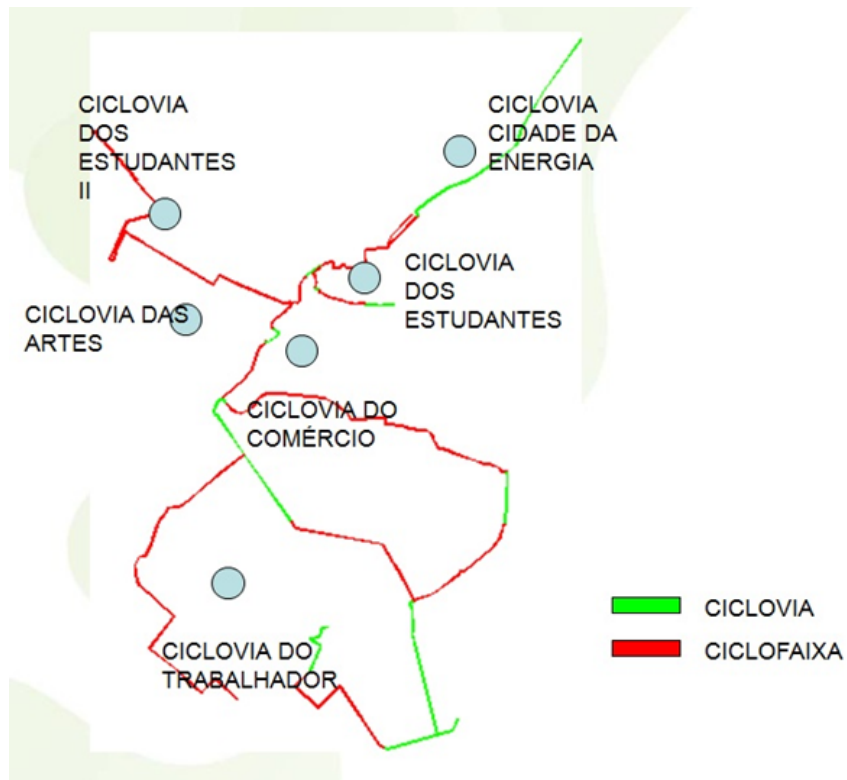 CICLOVIA
DOS
ESTUDANTES
II
CICLOVIA
CIDADE DA
ENERGIA
CICLOVIA
DOS
ESTUDANTES
CICLOVIA DAS
ARTES
CICLOVIA DO
COMÉRCIO
CICLOVIA
CICLOFAIXA
CICLOVIA DO
TRABALHADOR